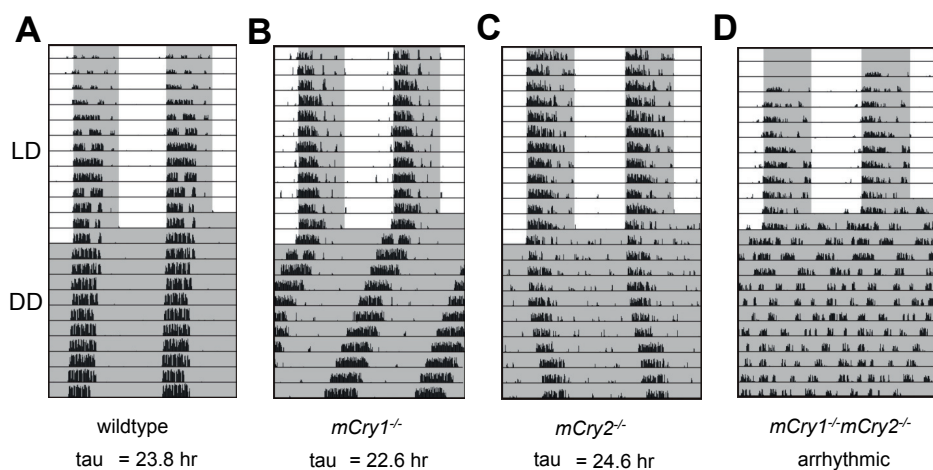 A
B
C
D
LD
DD
wildtype
mCry1-/-
mCry2-/-
mCry1-/-mCry2-/-
tau = 23.8 hr
tau = 22.6 hr
tau = 24.6 hr
arrhythmic